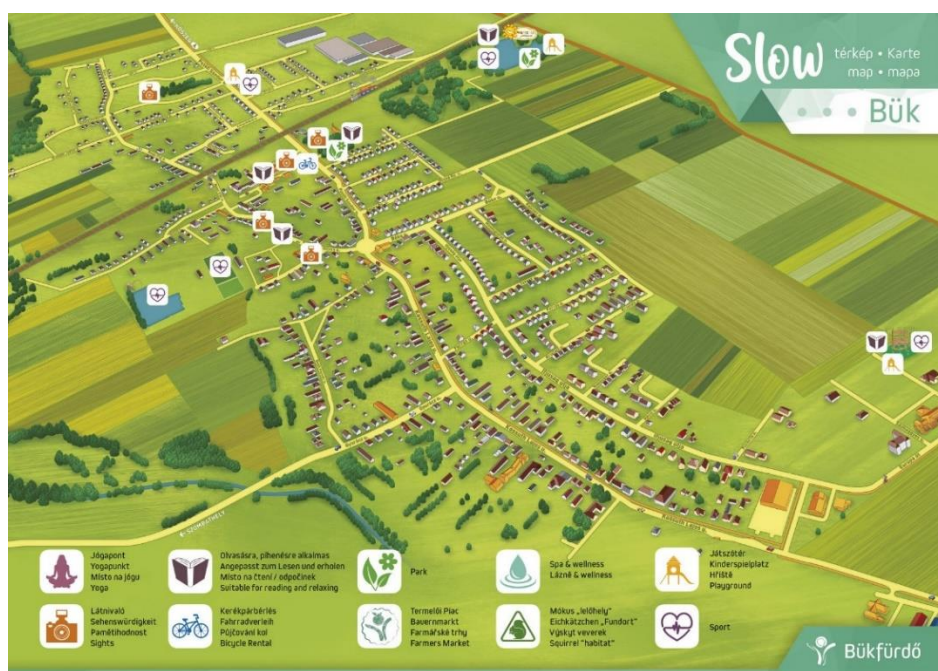 Slow
térkép • Karte
map • mapa
Bük
SZOMBATHELY
Jógapont
Yogapunkt
Místo na jógu
Yoga
Olvasásra, pihenésre alkalmas
Angepasst zum Lesen und erholen
Místo na čtení / odpočinek
Suitable for reading and relaxing
Park
Spa & wellness
Lázně & wellness
Játszótér
Kinderspielplatz
Hřiště
Playground
Látnivaló
Sehenswürdigkeit
Pamětihodnost
Sights
Kerékpárbérlés
Fahrradverleih
Půjčování kol
Bicycle Rental
Termelői Piac
Bauernmarkt
Farmářské trhy
Farmers Market
Mókus „lelőhely”
Eichkätzchen „Fundort”
Výskyt veverek
Squirrel “habitat”
Sport
Bükfürdő